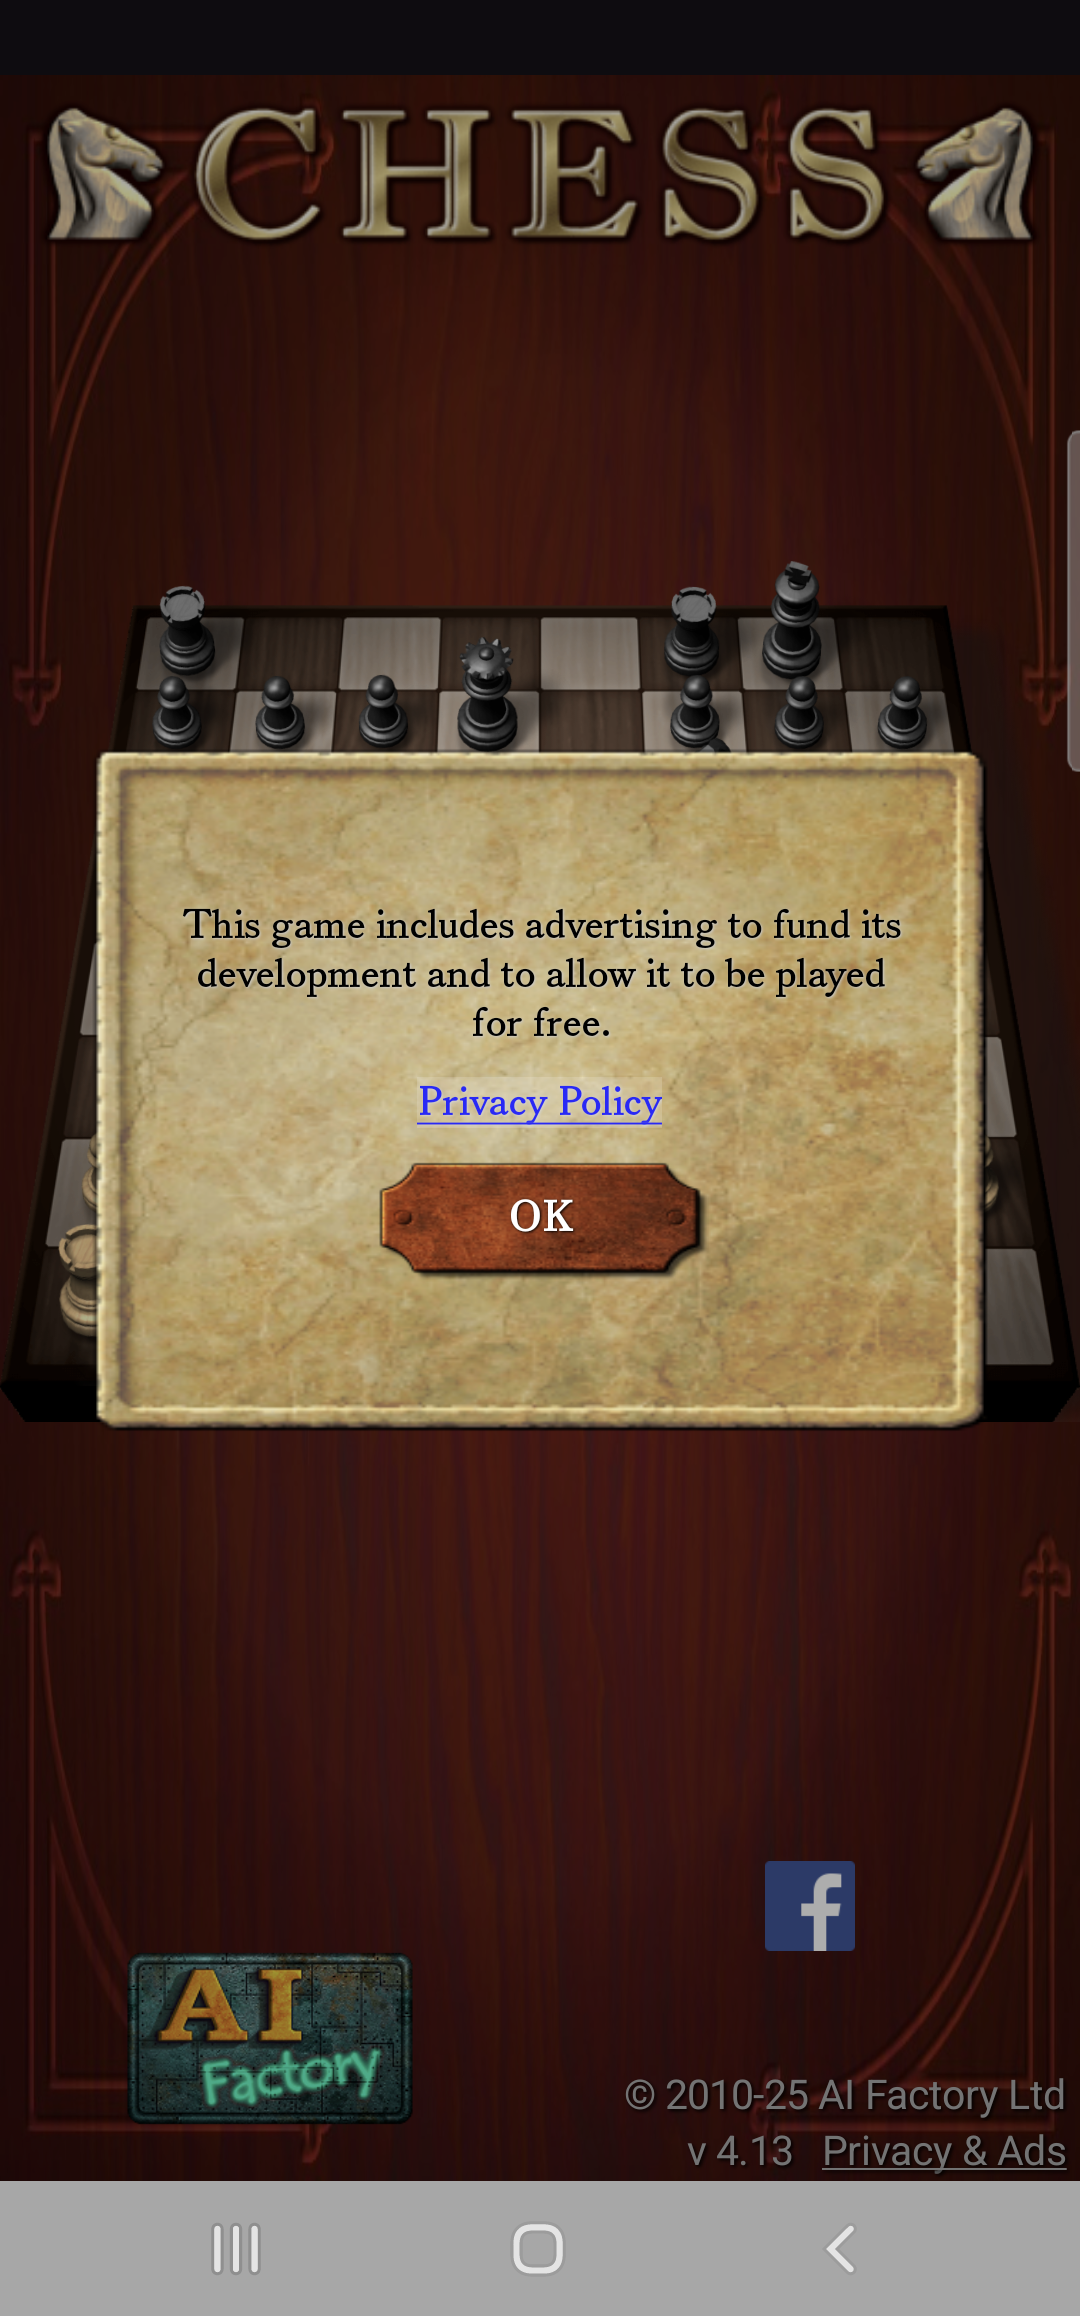 CHESS
This game includes advertising to fund its
development and to allow it to be played
for free.
Privacy Policy
OK
f
AI
Factory
© 2010-25 AI Factory Ltd
v 4.13 Privacy & Ads